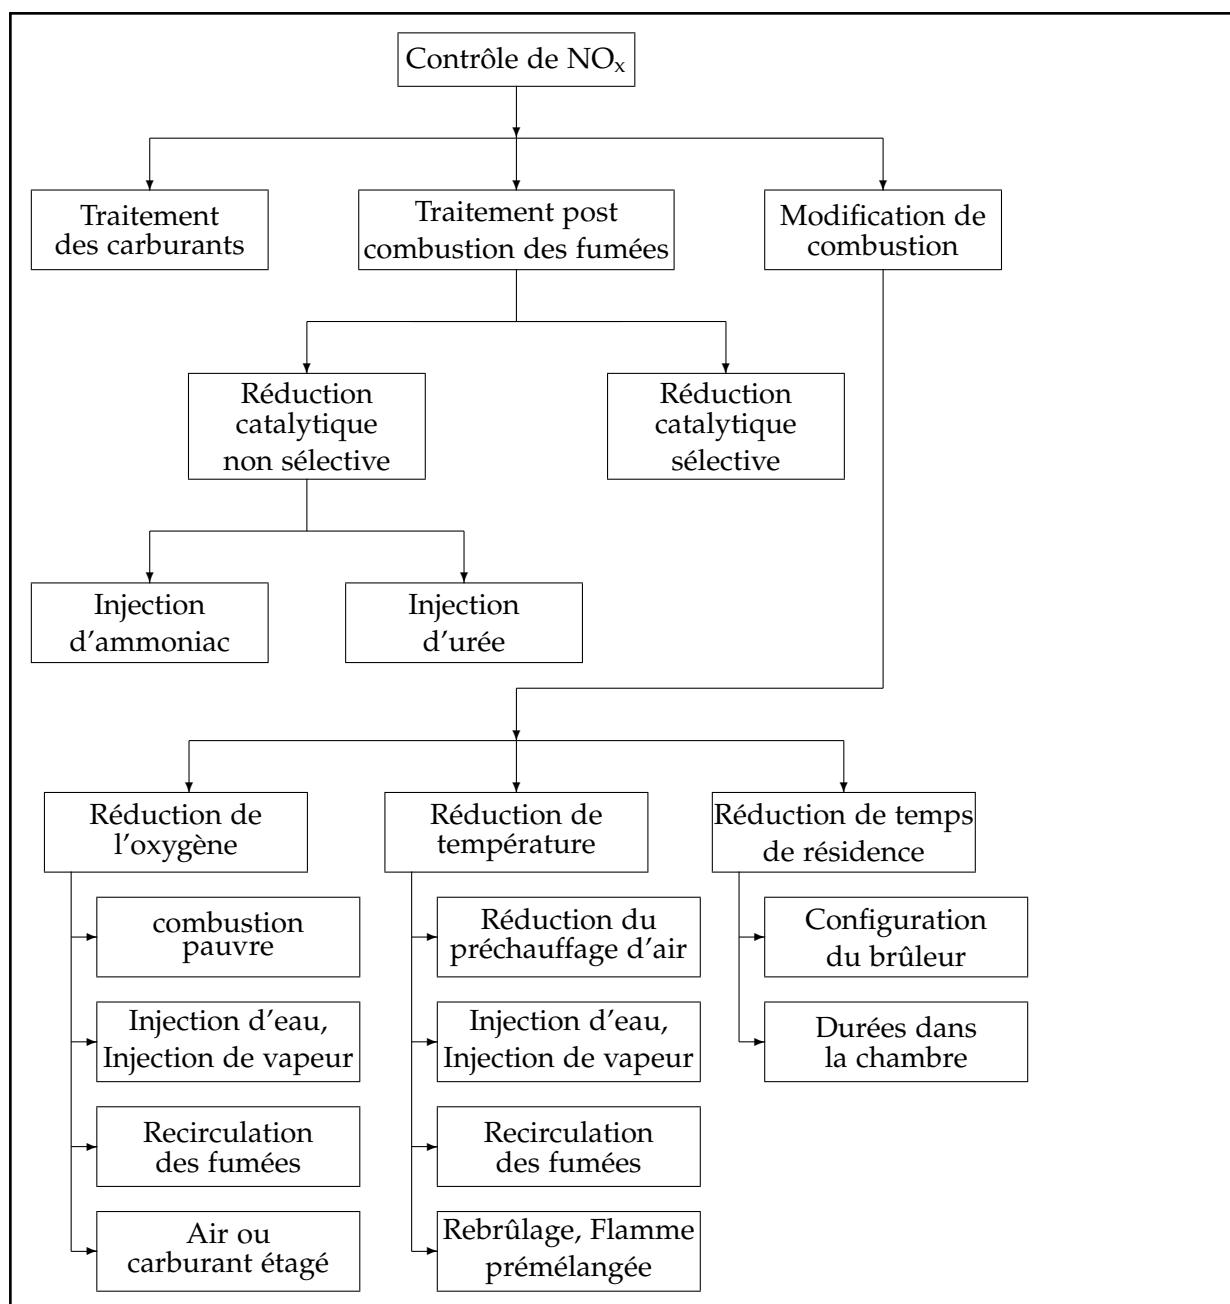 Contrôle de NOx
Traitement
des carburants
Traitement post
combustion des fumées
Modification de
combustion
Réduction
catalytique
non sélective
Réduction
catalytique
sélective
Injection
d'ammoniac
Injection
d'urée
Réduction de
l'oxygène
Réduction de
température
Réduction de temps
de résidence
combustion
pauvre
Injection d'eau,
Injection de vapeur
Recirculation
des fumées
Air ou
carburant étagé
Réduction du
préchauffage d'air
Injection d'eau,
Injection de vapeur
Recirculation
des fumées
Rebrûlage, Flamme
prémélangée
Configuration
du brûleur
Durées dans
la chambre